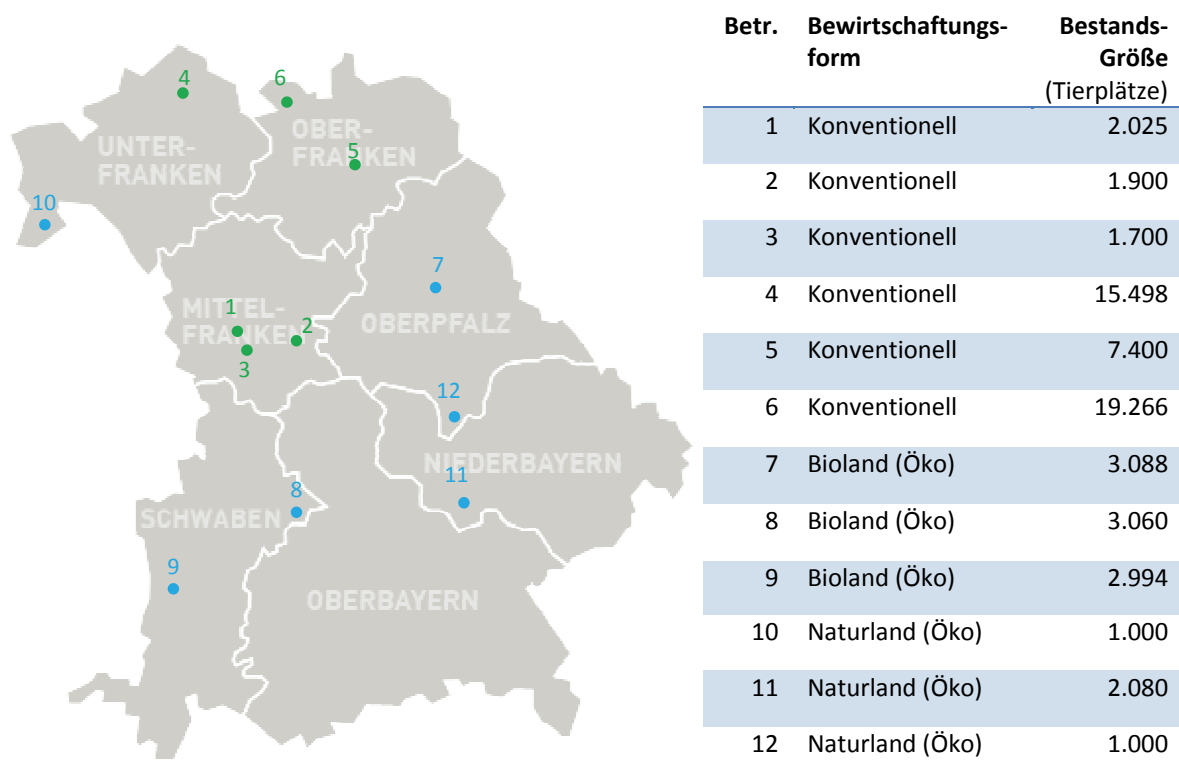 4
6
UNTER-
FRANKEN
OBER-
FRANKEN
5
10
7
MITTEL-
FRANKEN
1
2
3
OBERPFALZ
12
NIEDERBAYERN
11
8
SCHWABEN
9
OBERBAYERN
Betr. Bewirtschaftungs- Bestands-
form Größe
(Tierplätze)
1 Konventionell 2.025
2 Konventionell 1.900
3 Konventionell 1.700
4 Konventionell 15.498
5 Konventionell 7.400
6 Konventionell 19.266
7 Bioland (Öko) 3.088
8 Bioland (Öko) 3.060
9 Bioland (Öko) 2.994
10 Naturland (Öko) 1.000
11 Naturland (Öko) 2.080
12 Naturland (Öko) 1.000